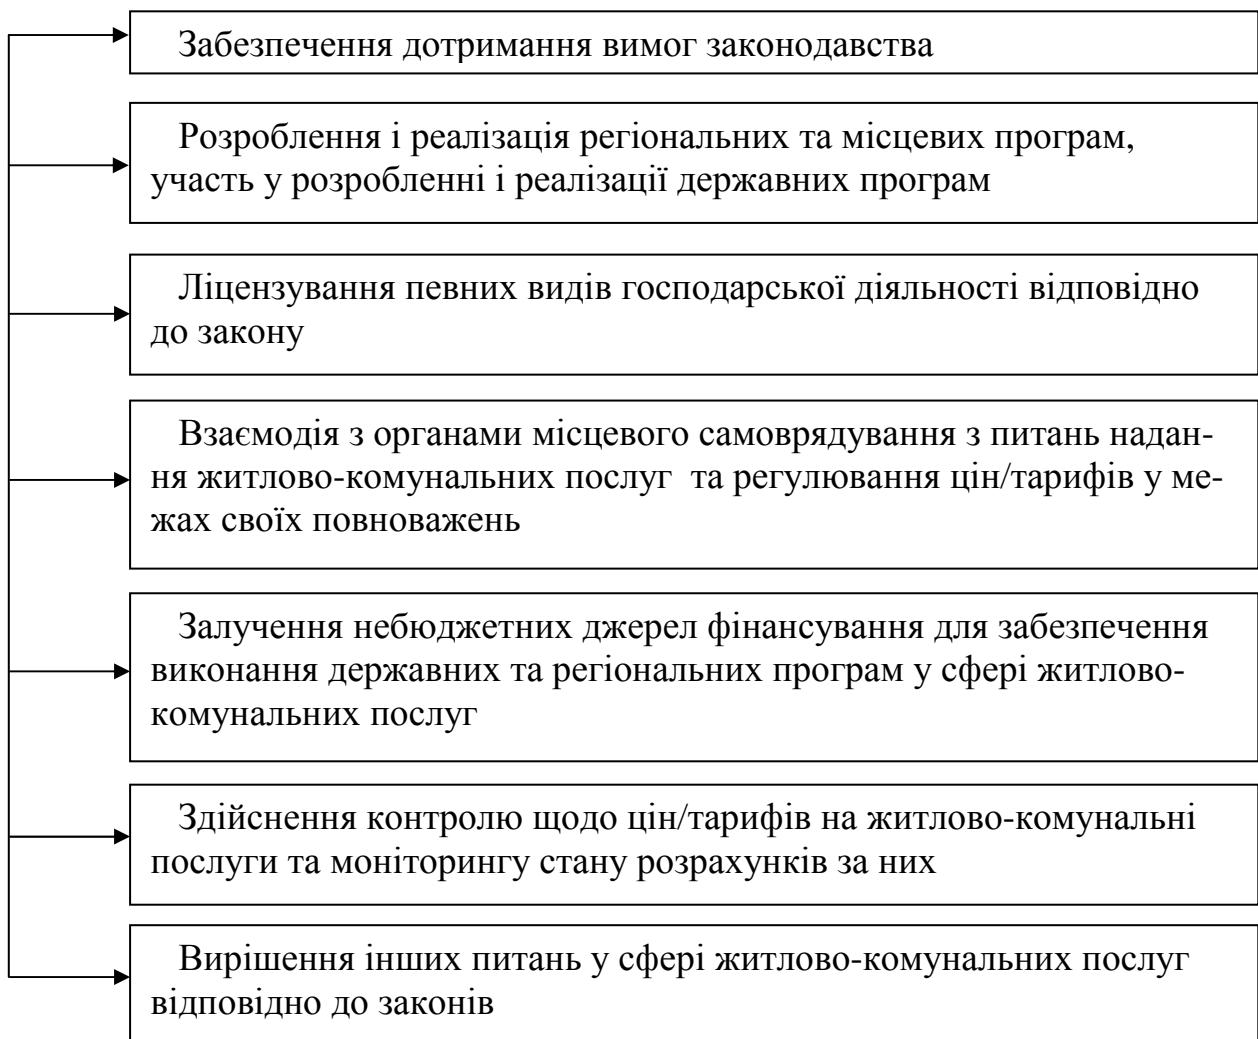 Забезпечення дотримання вимог законодавства
Розроблення і реалізація регіональних та місцевих програм,
участь у розробленні і реалізації державних програм
Ліцензування певних видів господарської діяльності відповідно
до закону
Взаємодія з органами місцевого самоврядування з питань надан-
ня житлово-комунальних послуг та регулювання цін/тарифів у ме-
жах своїх повноважень
Залучення небюджетних джерел фінансування для забезпечення
виконання державних та регіональних програм у сфері житлово-
комунальних послуг
Здійснення контролю щодо цін/тарифів на житлово-комунальні
послуги та моніторингу стану розрахунків за них
Вирішення інших питань у сфері житлово-комунальних послуг
відповідно до законів